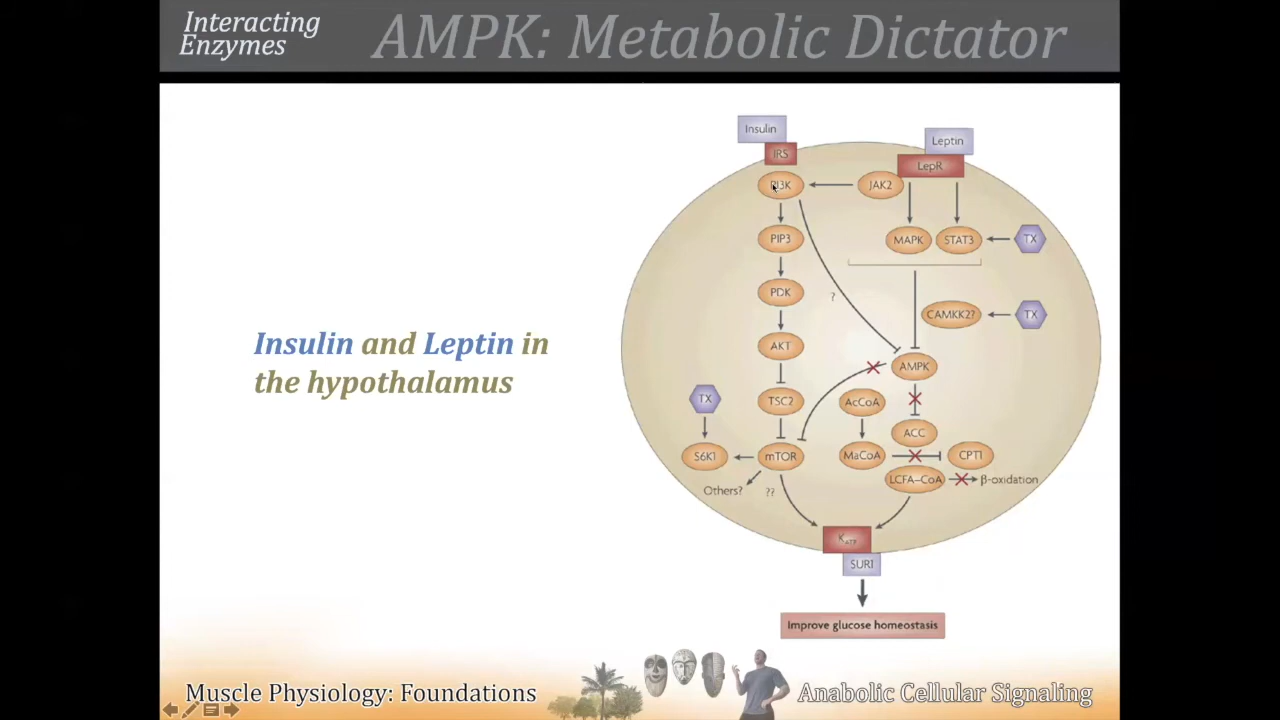 Interacting
Enzymes
AMPK: Metabolic Dictator
Insulin
Leptin
IRS
LepR
PI3K
JAK2
PIP3
MAPK
STAT3
TX
PDK
?
CAMKK2?
TX
AKT
AMPK
Insulin and Leptin in
the hypothalamus
TX
TSC2
AcCoA
ACC
S6K1
mTOR
MaCoA
CPT1
LCFA–CoA
β-oxidation
Others?
??
KATP
SUR1
Improve glucose homeostasis
Muscle Physiology: Foundations
Anabolic Cellular Signaling